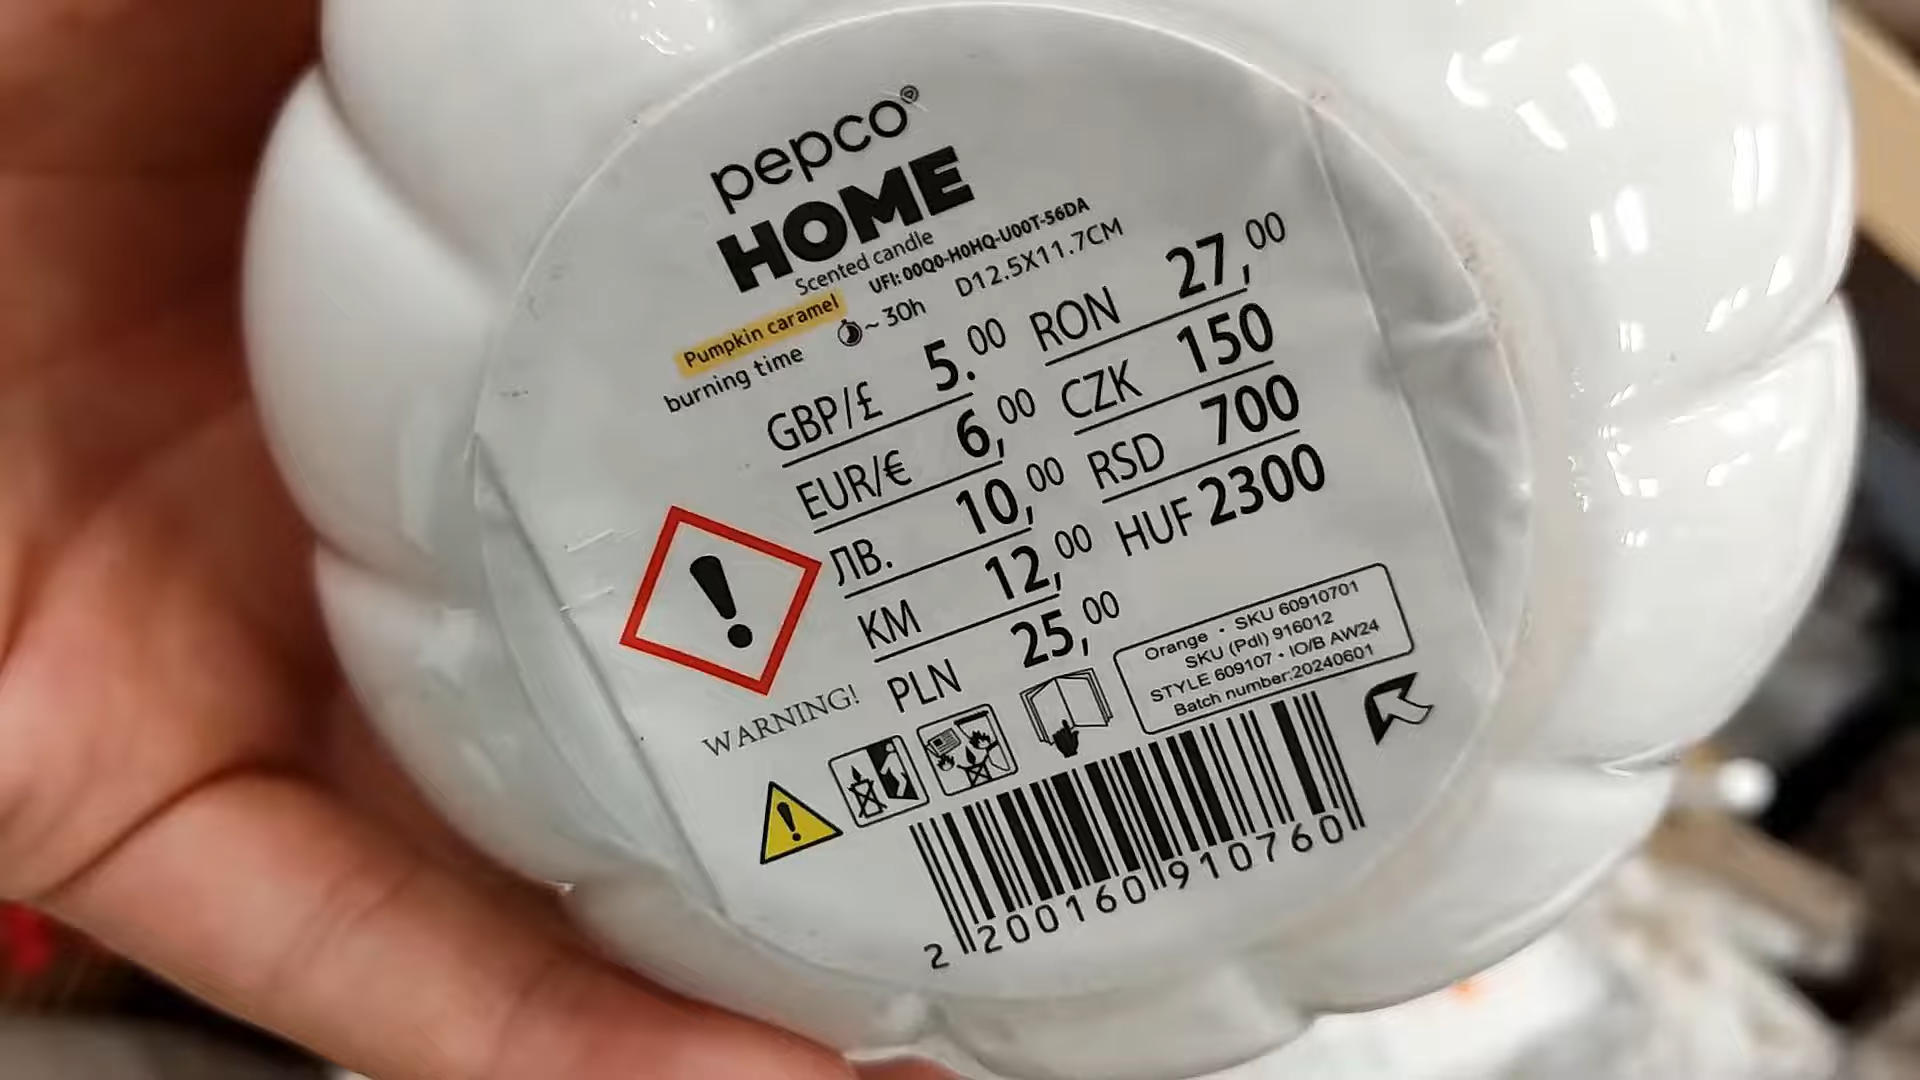 pepco®
HOME
Scented candle
UFI: 00Q0-H0HQ-U00T-56DA
Pumpkin caramel
burning time ~ 30h D12.5X11.7CM
GBP/£ 5.00
EUR/€ 6,00
ЛВ. 10,00
KM 12,00
PLN 25,00
RON 27,00
CZK 150
RSD 700
HUF 2300
WARNING!
Orange • SKU 60910701
SKU (Pdl) 916012
STYLE 609107 • IO/B AW24
Batch number:20240601
2 200160 910760